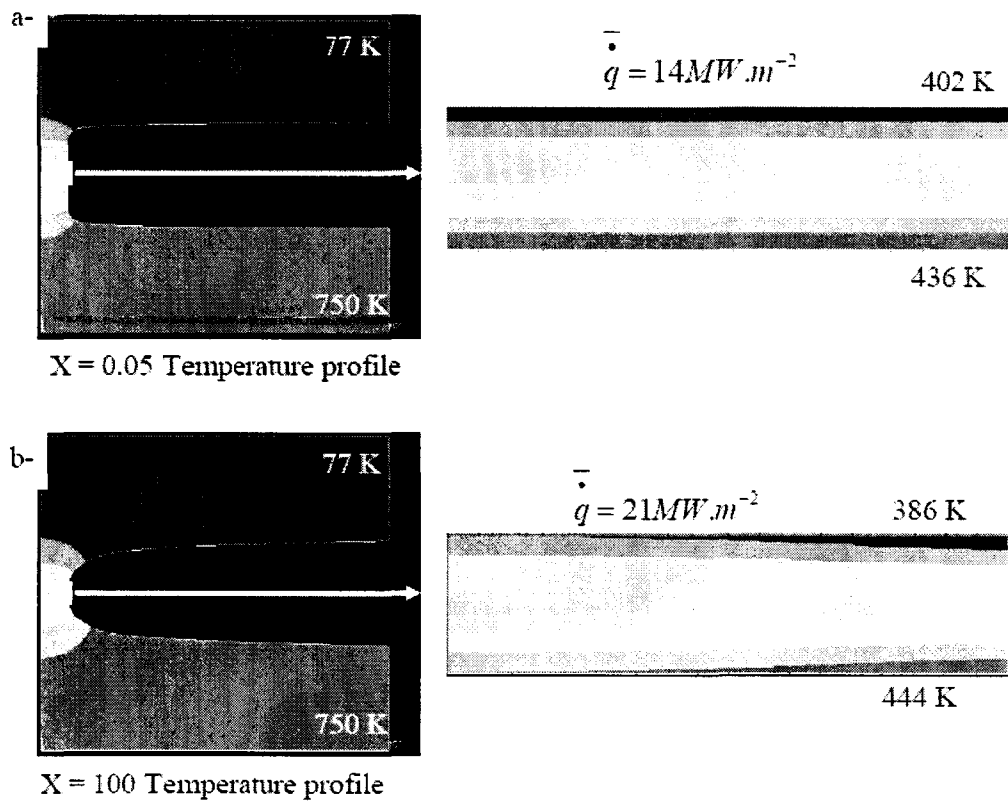 a-
77 K
750 K
X = 0.05 Temperature profile
q̇̅ = 14MW.m⁻²
402 K
436 K
b-
77 K
750 K
X = 100 Temperature profile
q̇̅ = 21MW.m⁻²
386 K
444 K